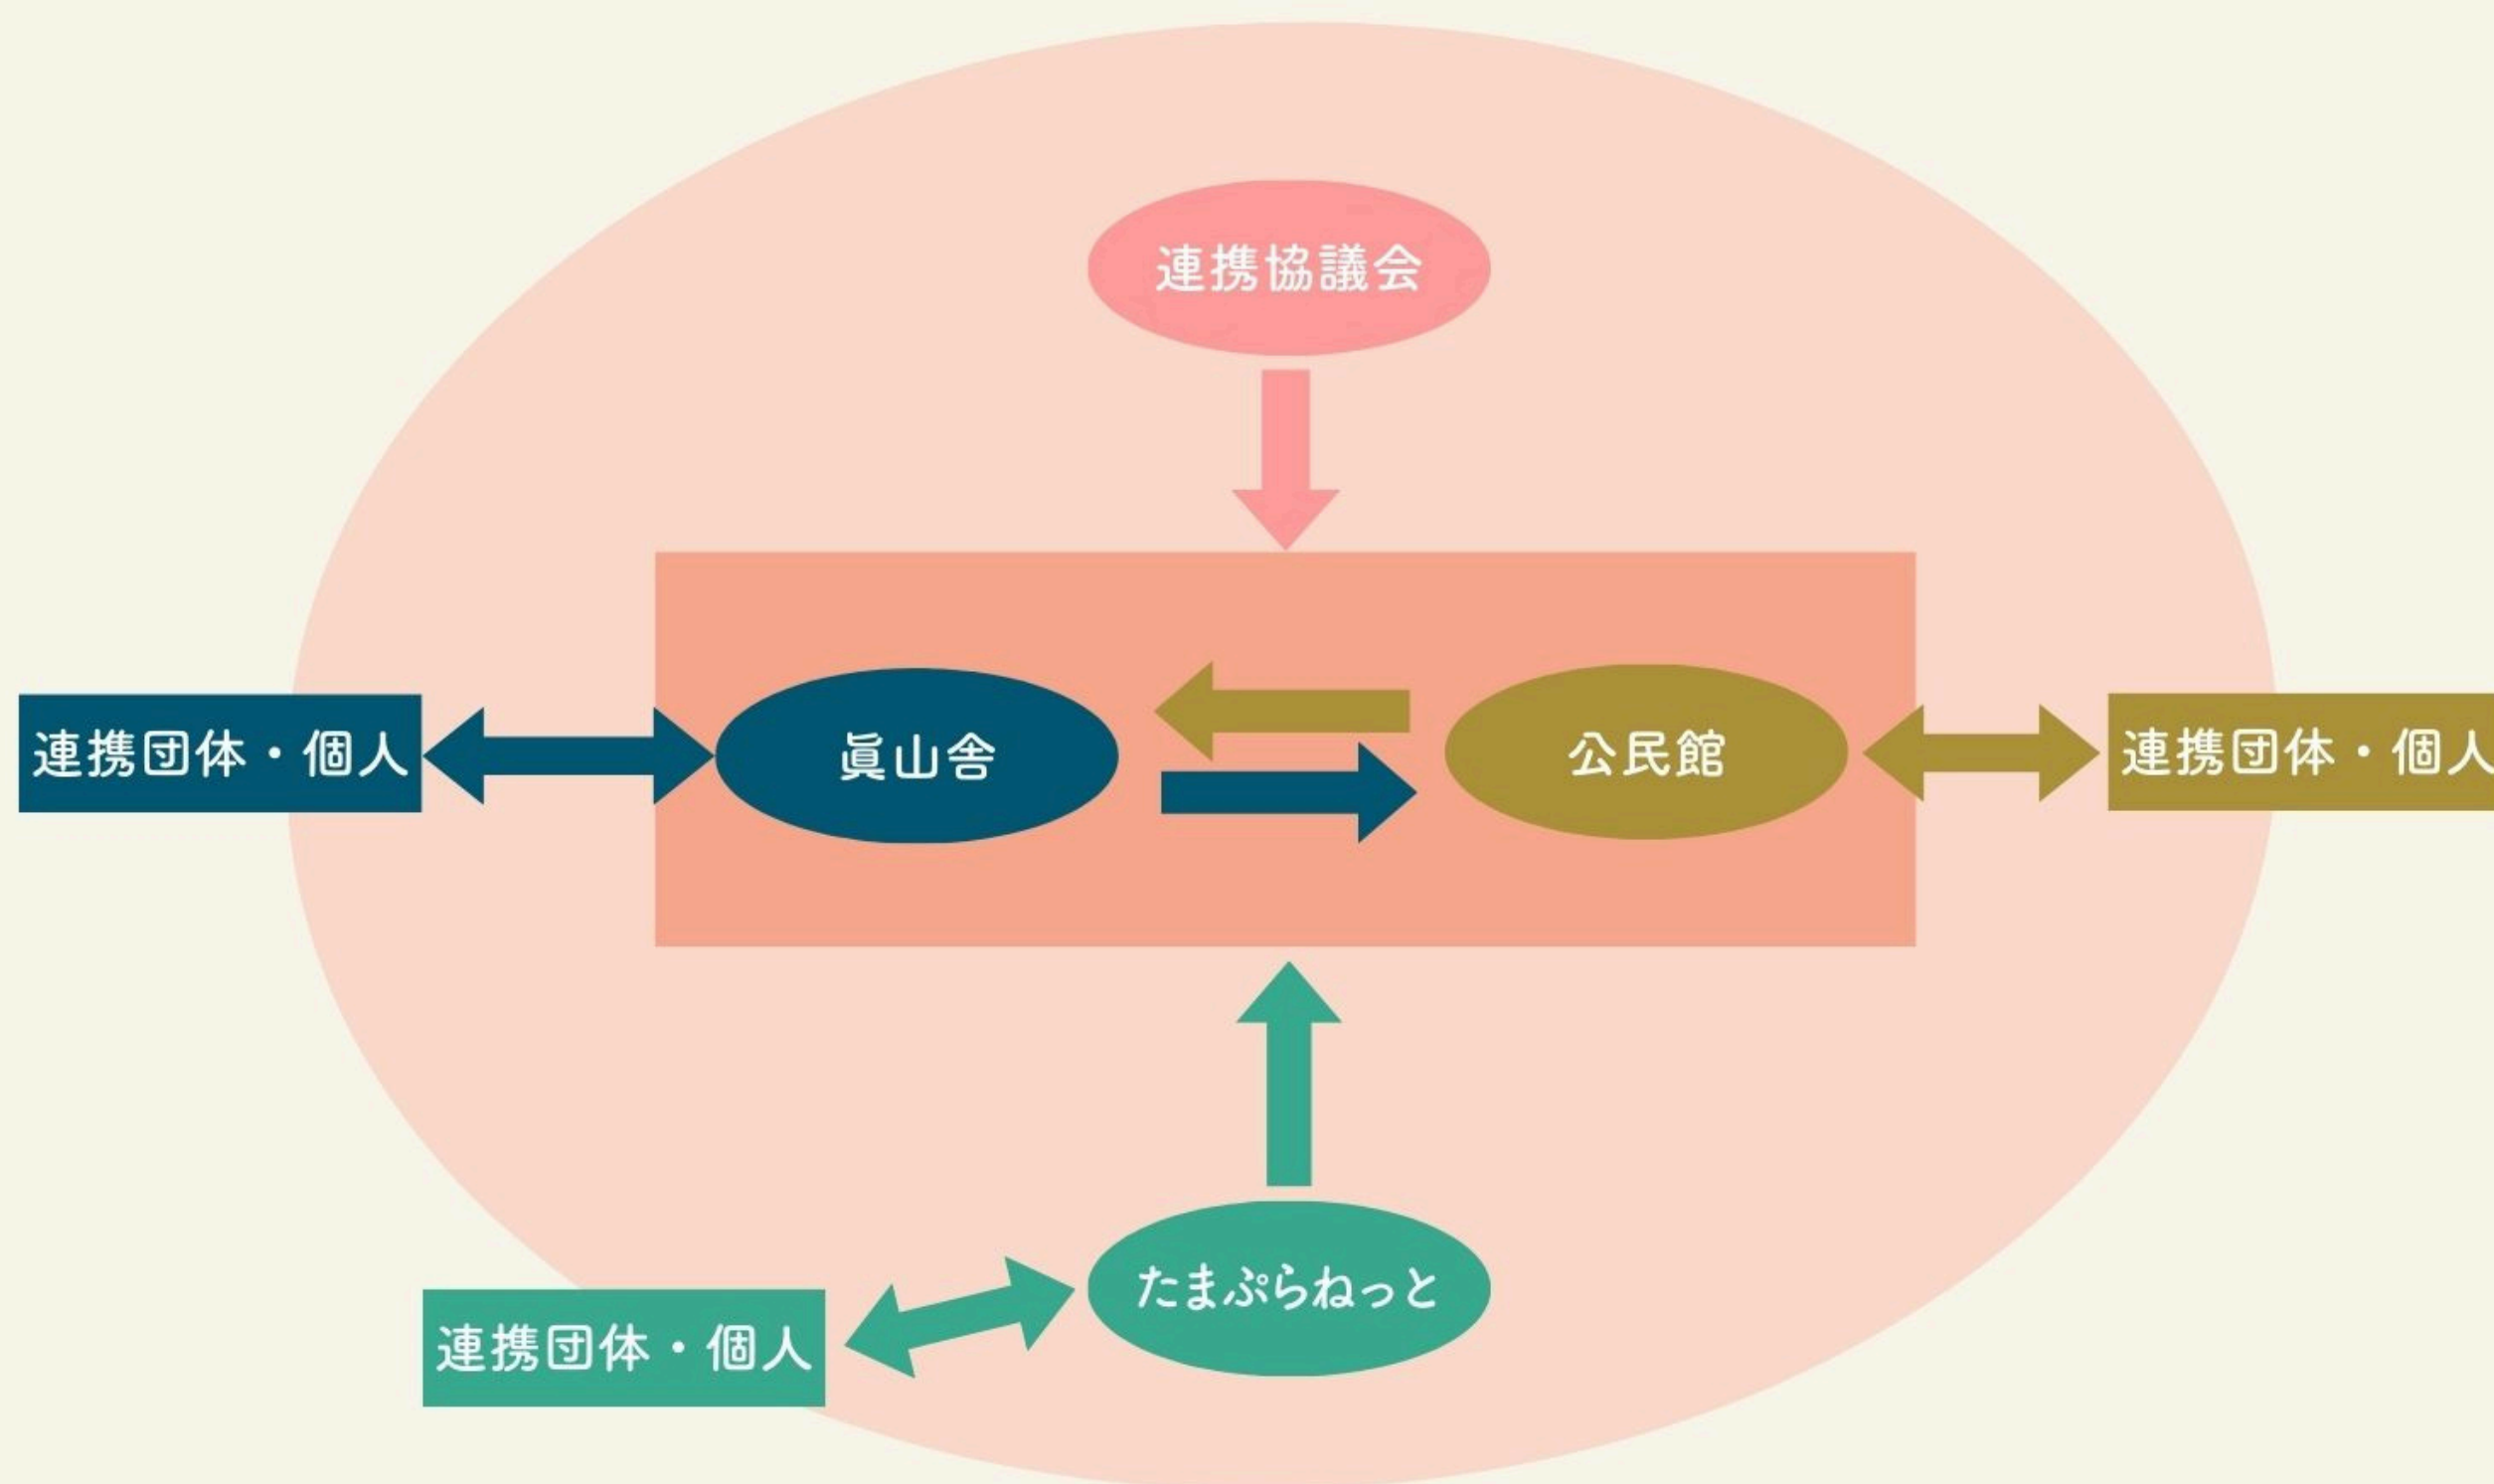 連携協議会
連携団体・個人
眞山舎
公民館
連携団体・個人
たまぷらねっと
連携団体・個人